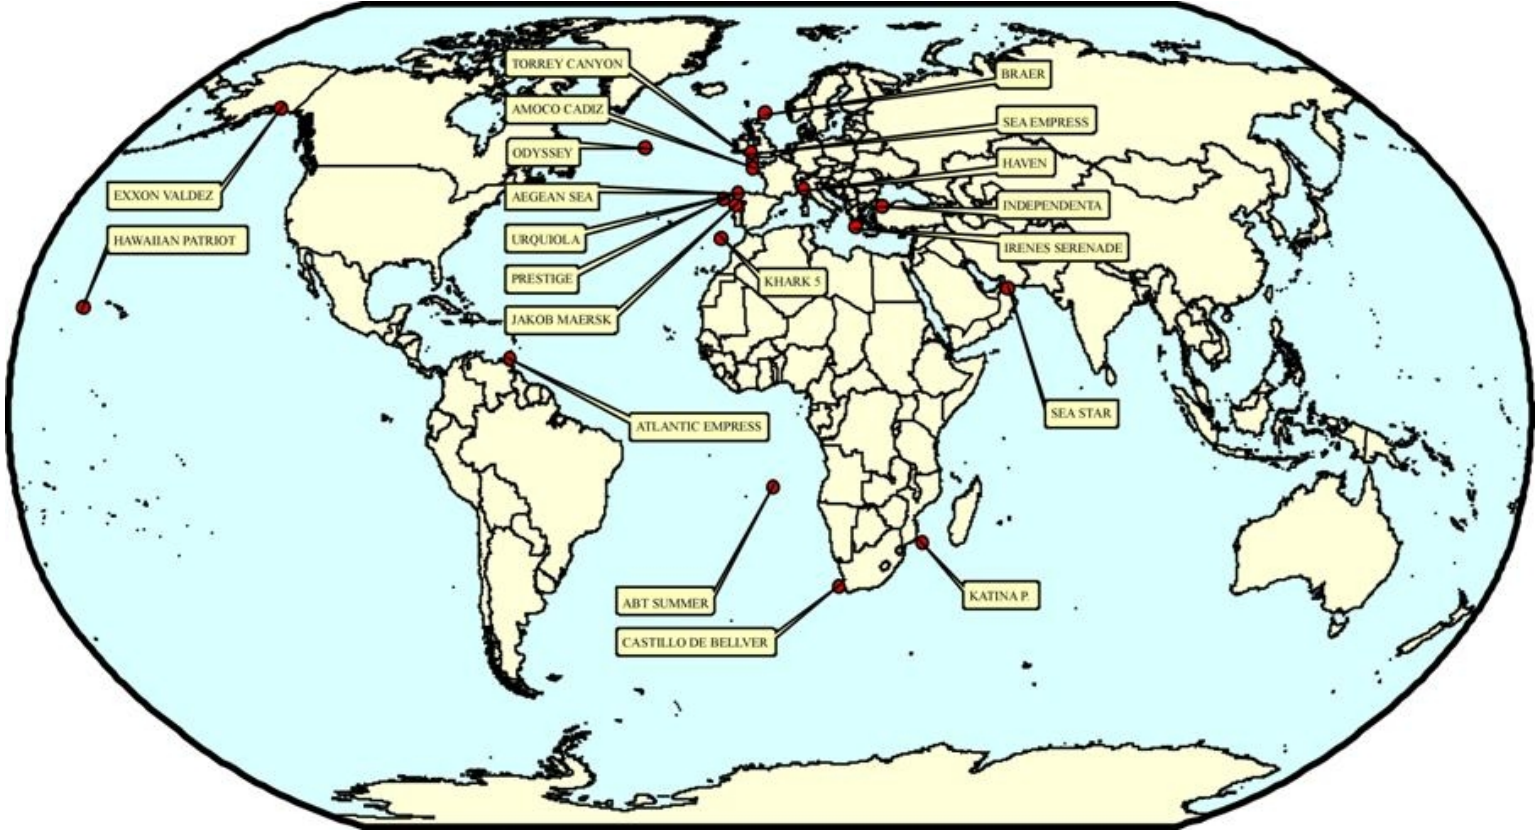 TORREY CANYON
BRAER
AMOCO CADIZ
SEA EMPRESS
ODYSSEY
HAVEN
EXXON VALDEZ
AEGEAN SEA
INDEPENDENTA
HAWAIIAN PATRIOT
URQUIOLA
IRENES SERENADE
PRESTIGE
KHARK 5
JAKOB MAERSK
SEA STAR
ATLANTIC EMPRESS
ABT SUMMER
KATINA P.
CASTILLO DE BELLVER